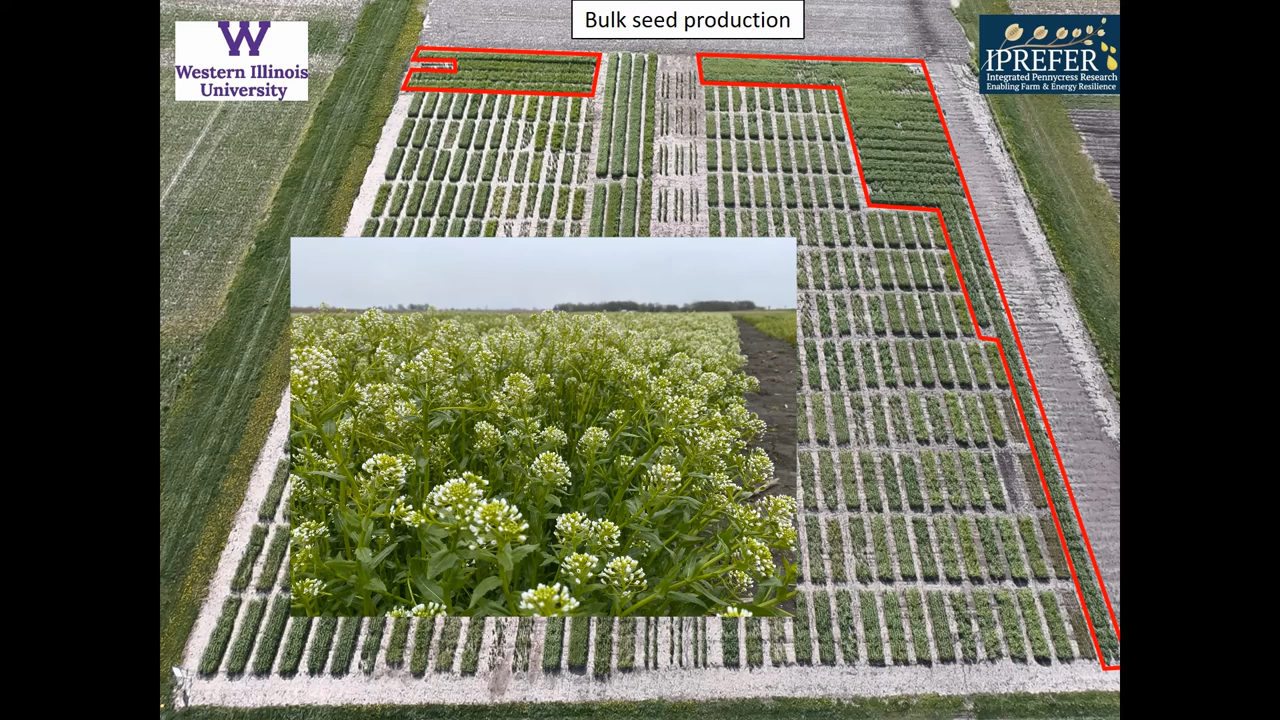 Bulk seed production
W
Western Illinois
University
IPREFER
Integrated Pennycress Research
Enabling Farm & Energy Resilience